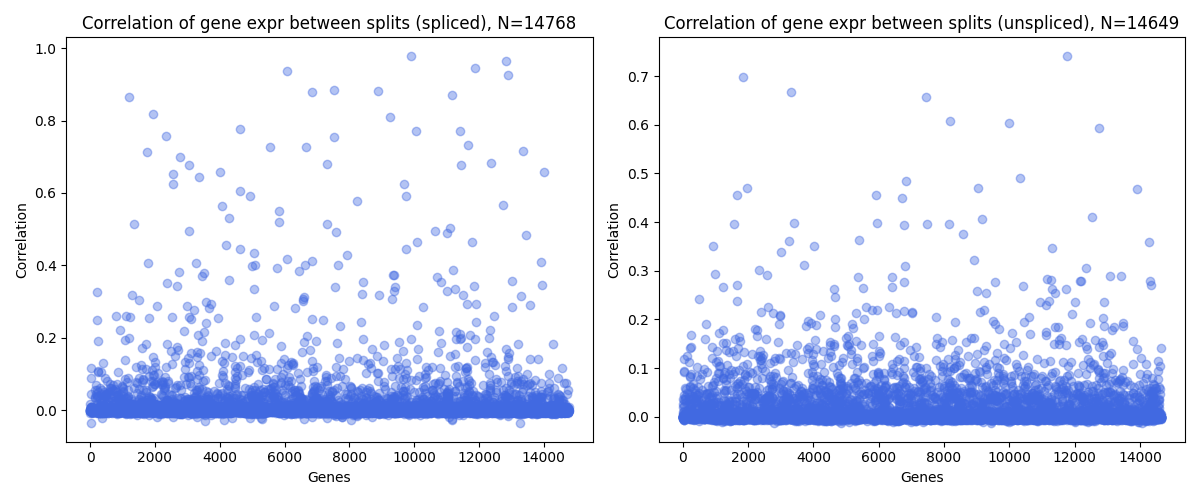 Correlation of gene expr between splits (spliced), N=14768
1.0
0.8
0.6
0.4
0.2
0.0
Correlation
0 2000 4000 6000 8000 10000 12000 14000
Genes
Correlation of gene expr between splits (unspliced), N=14649
0.7
0.6
0.5
0.4
0.3
0.2
0.1
0.0
Correlation
0 2000 4000 6000 8000 10000 12000 14000
Genes